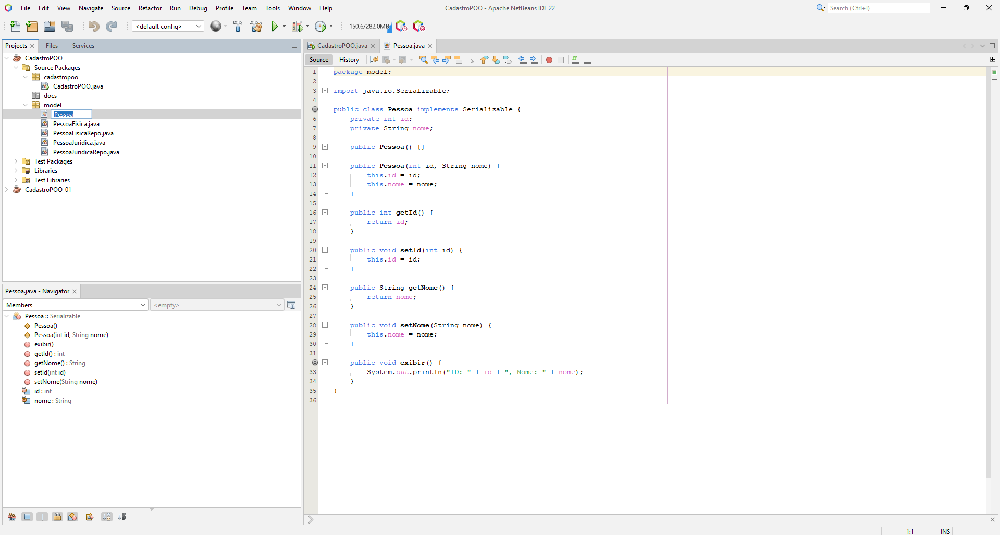 File Edit View Navigate Source Refactor Run Debug Profile Team Tools Window Help
CadastroPOO - Apache NetBeans IDE 22
Search (Ctrl+I)
<default config>
150,6/282,0MB
Projects Files Services
CadastroPOO
Source Packages
cadastropoo
CadastroPOO.java
docs
model
Pessoa
PessoaFisica.java
PessoaFisicaRepo.java
PessoaJuridica.java
PessoaJuridicaRepo.java
Test Packages
Libraries
Test Libraries
CadastroPOO-01
Pessoa.java - Navigator
Members <empty>
Pessoa :: Serializable
Pessoa()
Pessoa(int id, String nome)
exibir()
getId() : int
getNome() : String
setId(int id)
setNome(String nome)
id : int
nome : String
CadastroPOO.java Pessoa.java
Source History
1 package model;
2
3 import java.io.Serializable;
4
public class Pessoa implements Serializable {
6 private int id;
7 private String nome;
8
9 public Pessoa() {}
10
11 public Pessoa(int id, String nome) {
12 this.id = id;
13 this.nome = nome;
14 }
15
16 public int getId() {
17 return id;
18 }
19
20 public void setId(int id) {
21 this.id = id;
22 }
23
24 public String getNome() {
25 return nome;
26 }
27
28 public void setNome(String nome) {
29 this.nome = nome;
30 }
31
public void exibir() {
33 System.out.println("ID: " + id + ", Nome: " + nome);
34 }
35 }
36
1:1 INS